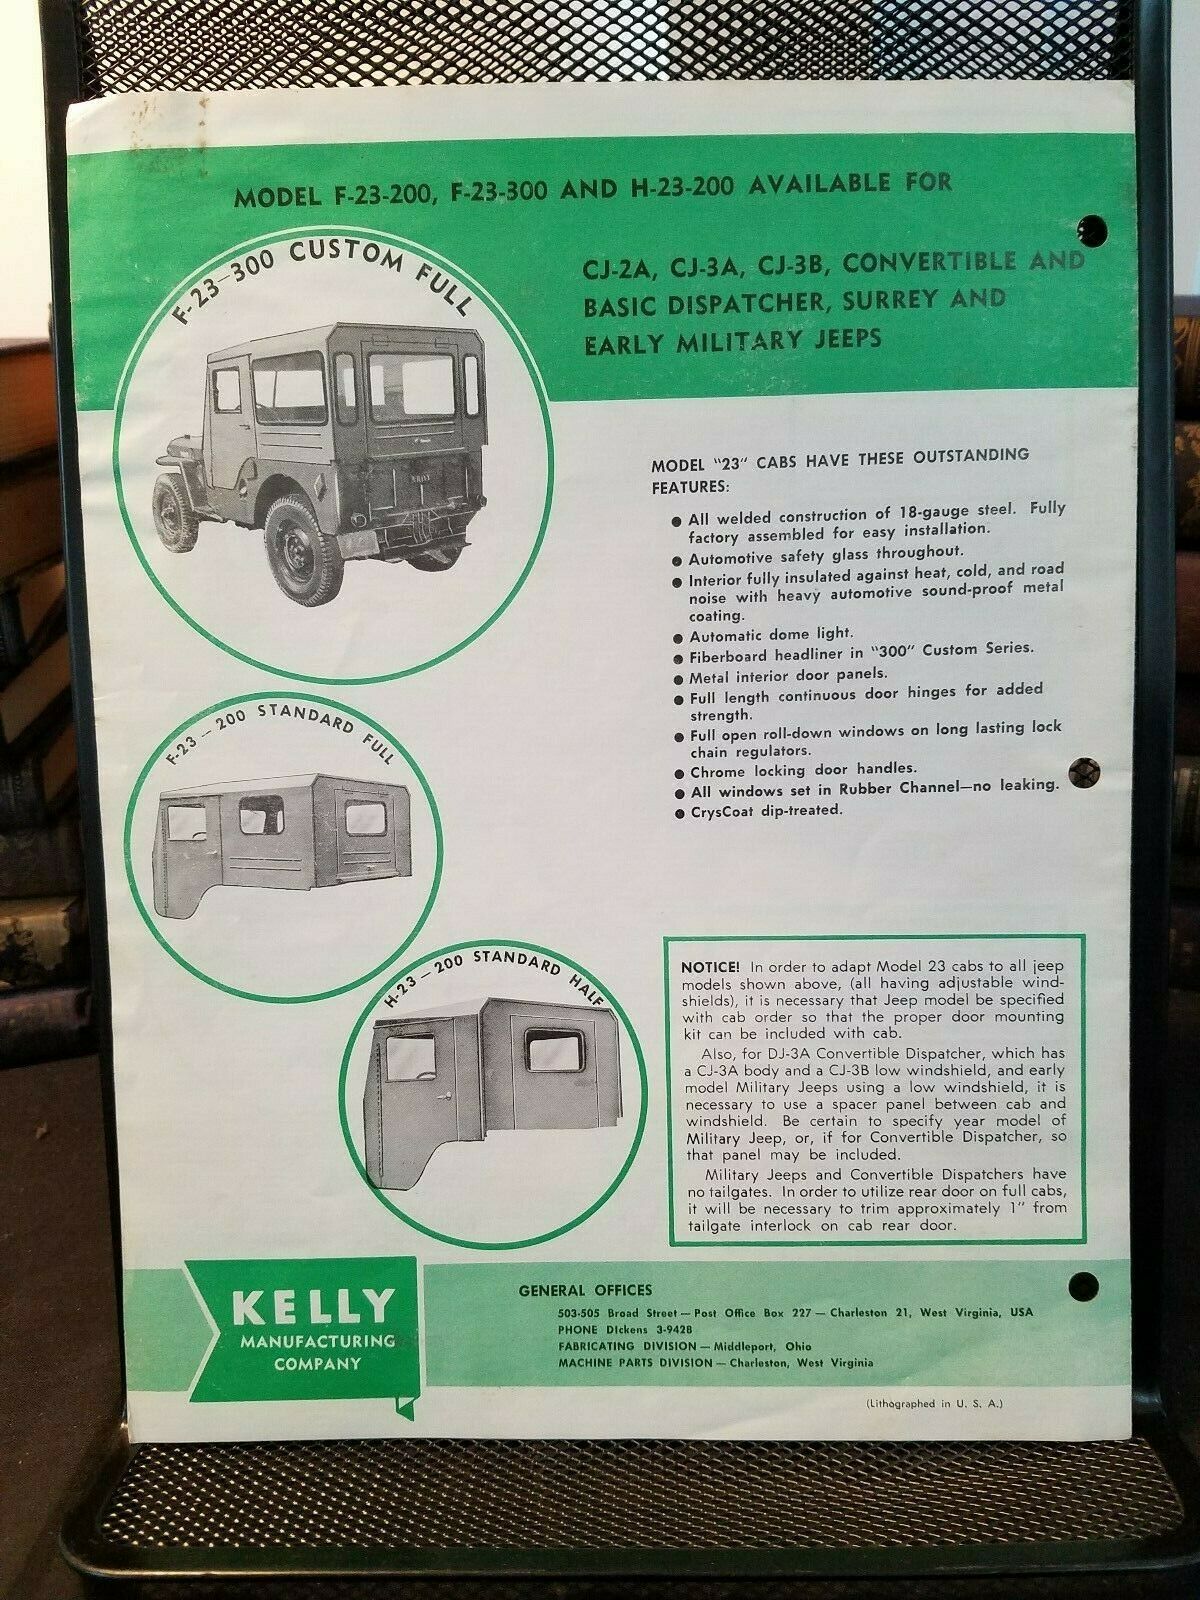 MODEL F-23-200, F-23-300 AND H-23-200 AVAILABLE FOR
CJ-2A, CJ-3A, CJ-3B, CONVERTIBLE AND
BASIC DISPATCHER, SURREY AND
EARLY MILITARY JEEPS
F-23-300 CUSTOM FULL
MODEL "23" CABS HAVE THESE OUTSTANDING
FEATURES:
● All welded construction of 18-gauge steel. Fully
factory assembled for easy installation.
● Automotive safety glass throughout.
● Interior fully insulated against heat, cold, and road
noise with heavy automotive sound-proof metal
coating.
● Automatic dome light.
● Fiberboard headliner in "300" Custom Series.
● Metal interior door panels.
● Full length continuous door hinges for added
strength.
● Full open roll-down windows on long lasting lock
chain regulators.
● Chrome locking door handles.
● All windows set in Rubber Channel—no leaking.
● CrysCoat dip-treated.
F-23—200 STANDARD FULL
H-23—200 STANDARD HALF
NOTICE! In order to adapt Model 23 cabs to all jeep
models shown above, (all having adjustable wind-
shields), it is necessary that Jeep model be specified
with cab order so that the proper door mounting
kit can be included with cab.
Also, for DJ-3A Convertible Dispatcher, which has
a CJ-3A body and a CJ-3B low windshield, and early
model Military Jeeps using a low windshield, it is
necessary to use a spacer panel between cab and
windshield. Be certain to specify year model of
Military Jeep, or, if for Convertible Dispatcher, so
that panel may be included.
Military Jeeps and Convertible Dispatchers have
no tailgates. In order to utilize rear door on full cabs,
it will be necessary to trim approximately 1" from
tailgate interlock on cab rear door.
KELLY
MANUFACTURING
COMPANY
GENERAL OFFICES
503-505 Broad Street — Post Office Box 227 — Charleston 21, West Virginia, USA
PHONE DIckens 3-9428
FABRICATING DIVISION — Middleport, Ohio
MACHINE PARTS DIVISION — Charleston, West Virginia
(Lithographed in U. S. A.)